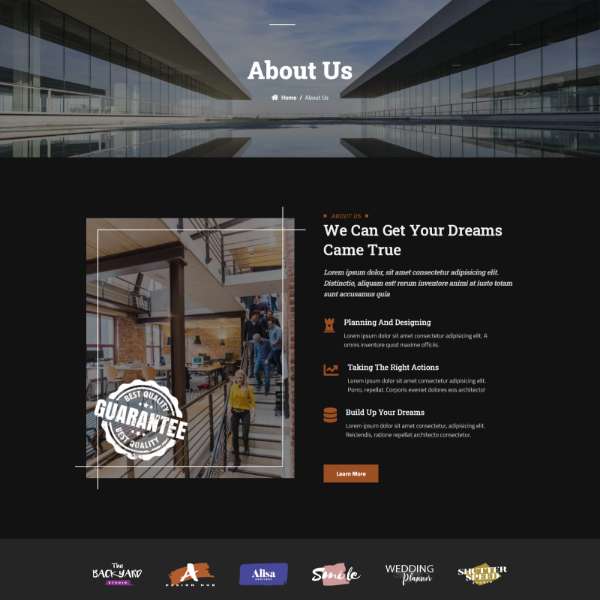 About Us
Home / About Us
ABOUT US
We Can Get Your Dreams
Came True
Lorem ipsum dolor, sit amet consectetur adipisicing elit.
Distinctio, aliquam est! rerum inventore animi at iusto totam
sunt accusamus quia
Planning And Designing
Lorem ipsum dolor sit amet consectetur adipisicing elit. A
omnis inventore quod maxime officiis.
Taking The Right Actions
Lorem ipsum dolor sit amet consectetur, adipisicing elit.
Repellat, corporis. Corporis eveniet dolores eos architecto!
Build Up Your Dreams
Lorem ipsum dolor sit amet consectetur adipisicing elit.
Reiciendis, ratione repellat architecto consectetur.
BEST QUALITY
GUARANTEE
BEST QUALITY
Learn More
The
BACKYARD
STUDIO
A
DESIGN HUB
Alisa
Smile
WEDDING
Planner
SHUTTER
SPEED